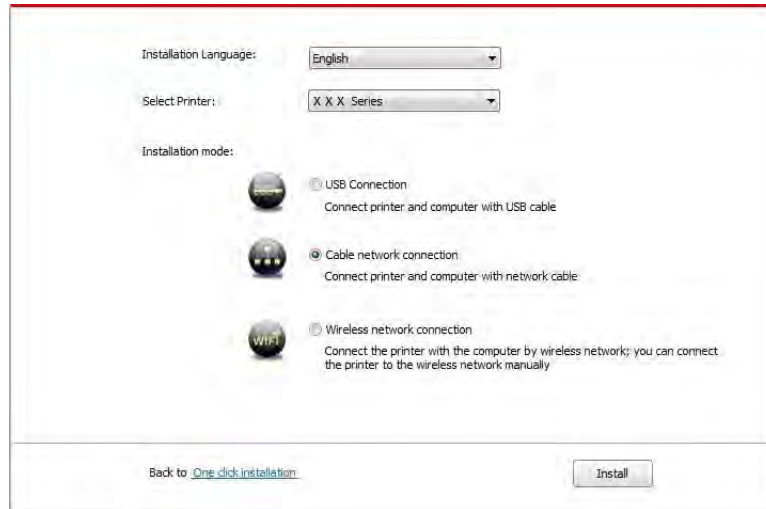 Installation Language:
English
Select Printer:
X X X Series
Installation mode:
USB Connection
Connect printer and computer with USB cable
Cable network connection
Connect printer and computer with network cable
WIFI
Wireless network connection
Connect the printer with the computer by wireless network; you can connect
the printer to the wireless network manually
Back to One click installation
Install